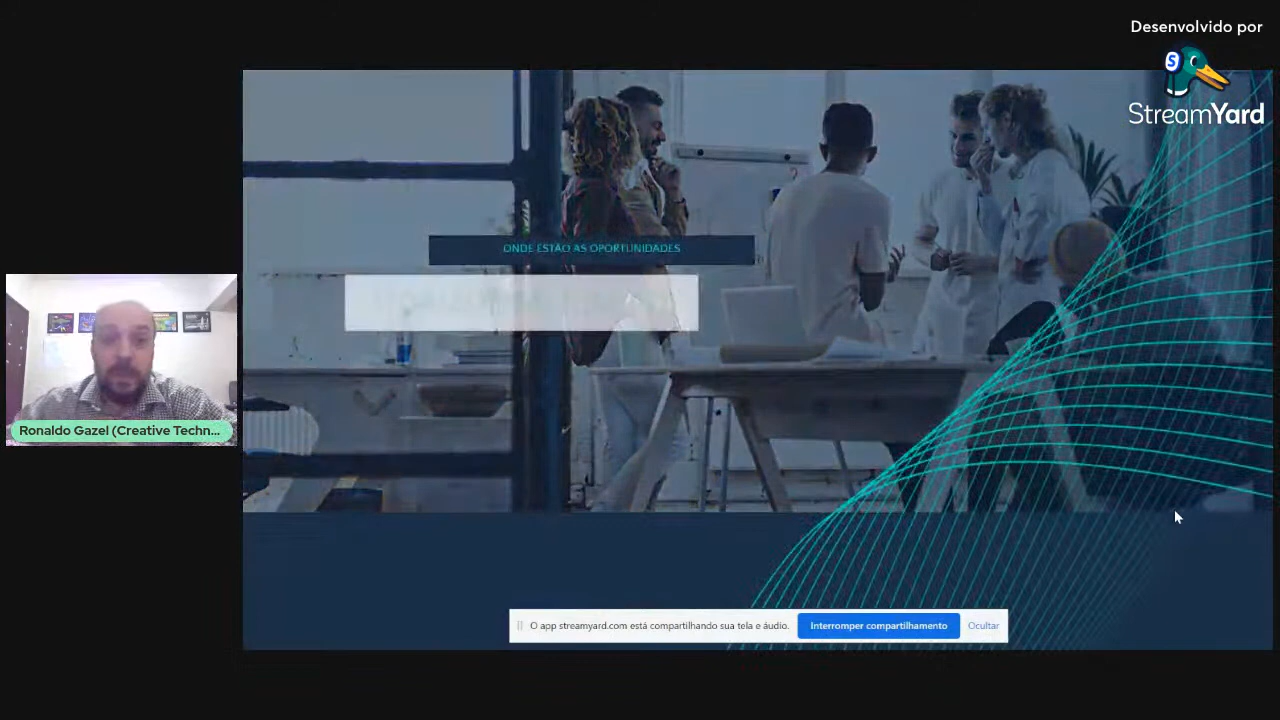 Desenvolvido por
StreamYard
ONDE ESTÃO AS OPORTUNIDADES
Ronaldo Gazel (Creative Techn...
O app streamyard.com está compartilhando sua tela e áudio.
Interromper compartilhamento
Ocultar